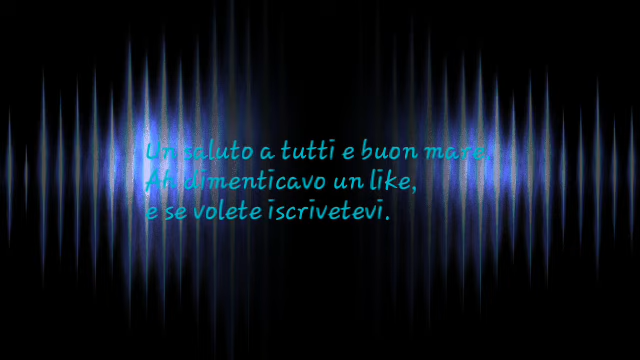 Un saluto a tutti e buon mare.
Ah dimenticavo un like,
e se volete iscrivetevi.